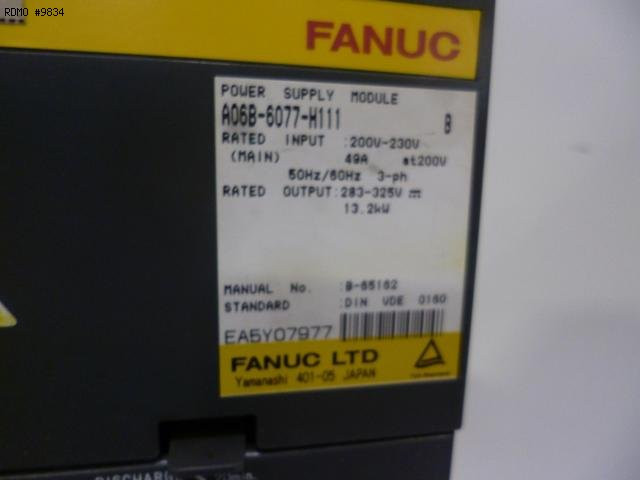 RDMO #9834
FANUC
POWER SUPPLY MODULE
A06B-6077-H111 B
RATED INPUT :200V-230V
(MAIN) 49A at200V
50Hz/60Hz 3-ph
RATED OUTPUT:283-325V
13.2kW
MANUAL No. :B-65162
STANDARD :DIN VDE 0160
EA5Y07977
FANUC LTD
Yamanashi 401-05 JAPAN